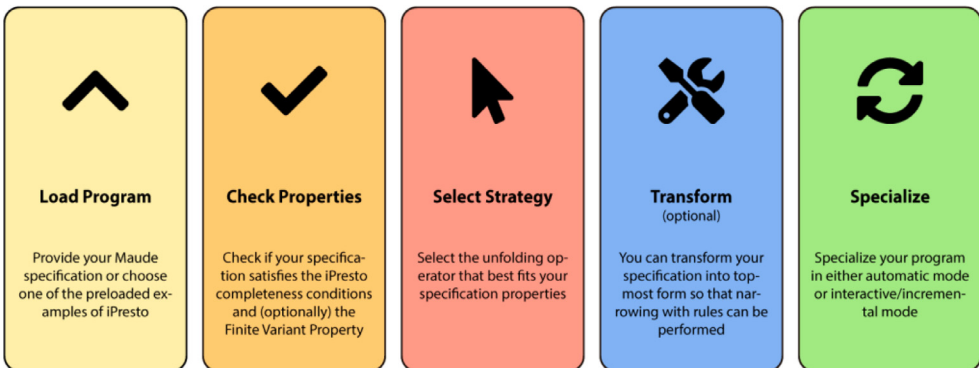 Load Program
Provide your Maude
specification or choose
one of the preloaded ex-
amples of iPresto
Check Properties
Check if your specifica-
tion satisfies the iPresto
completeness conditions
and (optionally) the
Finite Variant Property
Select Strategy
Select the unfolding op-
erator that best fits your
specification properties
Transform
(optional)
You can transform your
specification into top-
most form so that nar-
rowing with rules can be
performed
Specialize
Specialize your program
in either automatic mode
or interactive/incremen-
tal mode